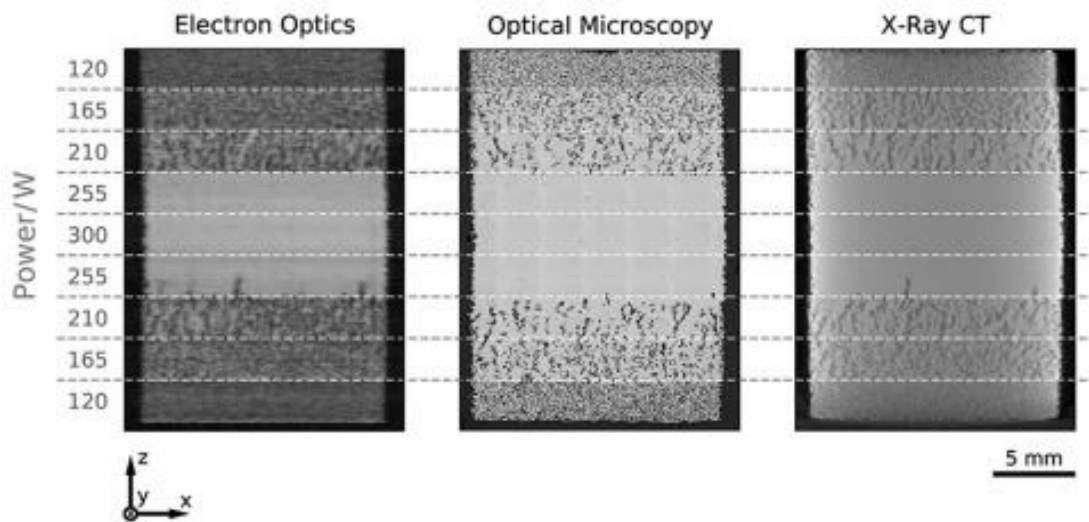 Electron Optics
Optical Microscopy
X-Ray CT
Power/W
120
165
210
255
300
255
210
165
120
z
y
x
5 mm